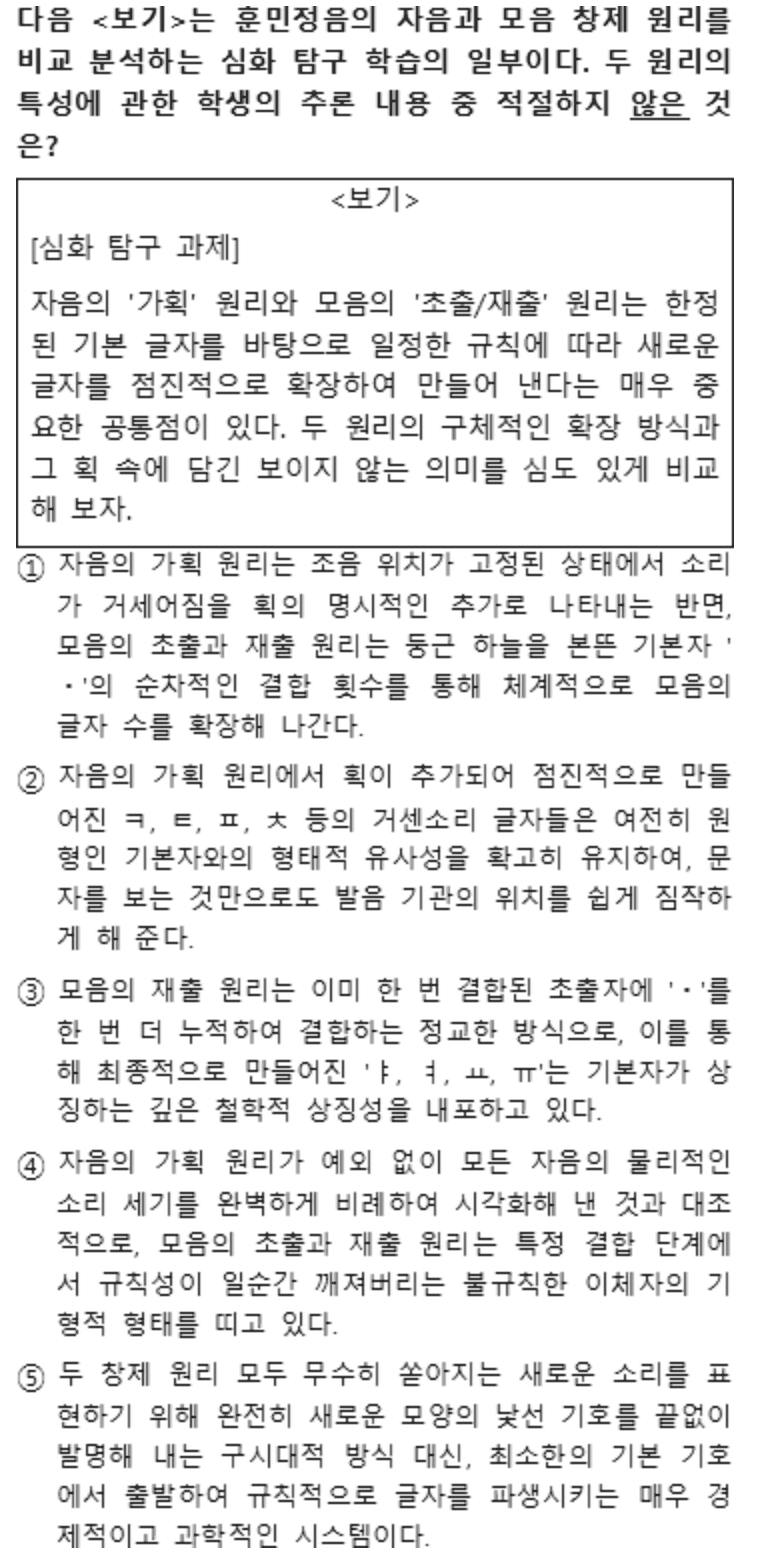 다음 <보기>는 훈민정음의 자음과 모음 창제 원리를
비교 분석하는 심화 탐구 학습의 일부이다. 두 원리의
특성에 관한 학생의 추론 내용 중 적절하지 않은 것
은?
<보기>
[심화 탐구 과제]
자음의 '가획' 원리와 모음의 '초출/재출' 원리는 한정
된 기본 글자를 바탕으로 일정한 규칙에 따라 새로운
글자를 점진적으로 확장하여 만들어 낸다는 매우 중
요한 공통점이 있다. 두 원리의 구체적인 확장 방식과
그 획 속에 담긴 보이지 않는 의미를 심도 있게 비교
해 보자.
① 자음의 가획 원리는 조음 위치가 고정된 상태에서 소리
가 거세어짐을 획의 명시적인 추가로 나타내는 반면,
모음의 초출과 재출 원리는 둥근 하늘을 본뜬 기본자 '
·'의 순차적인 결합 횟수를 통해 체계적으로 모음의
글자 수를 확장해 나간다.
② 자음의 가획 원리에서 획이 추가되어 점진적으로 만들
어진 ㅋ, ㅌ, ㅍ, ㅊ 등의 거센소리 글자들은 여전히 원
형인 기본자와의 형태적 유사성을 확고히 유지하여, 문
자를 보는 것만으로도 발음 기관의 위치를 쉽게 짐작하
게 해 준다.
③ 모음의 재출 원리는 이미 한 번 결합된 초출자에 '·'를
한 번 더 누적하여 결합하는 정교한 방식으로, 이를 통
해 최종적으로 만들어진 'ㅑ, ㅕ, ㅛ, ㅠ'는 기본자가 상
징하는 깊은 철학적 상징성을 내포하고 있다.
④ 자음의 가획 원리가 예외 없이 모든 자음의 물리적인
소리 세기를 완벽하게 비례하여 시각화해 낸 것과 대조
적으로, 모음의 초출과 재출 원리는 특정 결합 단계에
서 규칙성이 일순간 깨져버리는 불규칙한 이체자의 기
형적 형태를 띠고 있다.
⑤ 두 창제 원리 모두 무수히 쏟아지는 새로운 소리를 표
현하기 위해 완전히 새로운 모양의 낯선 기호를 끝없이
발명해 내는 구시대적 방식 대신, 최소한의 기본 기호
에서 출발하여 규칙적으로 글자를 파생시키는 매우 경
제적이고 과학적인 시스템이다.